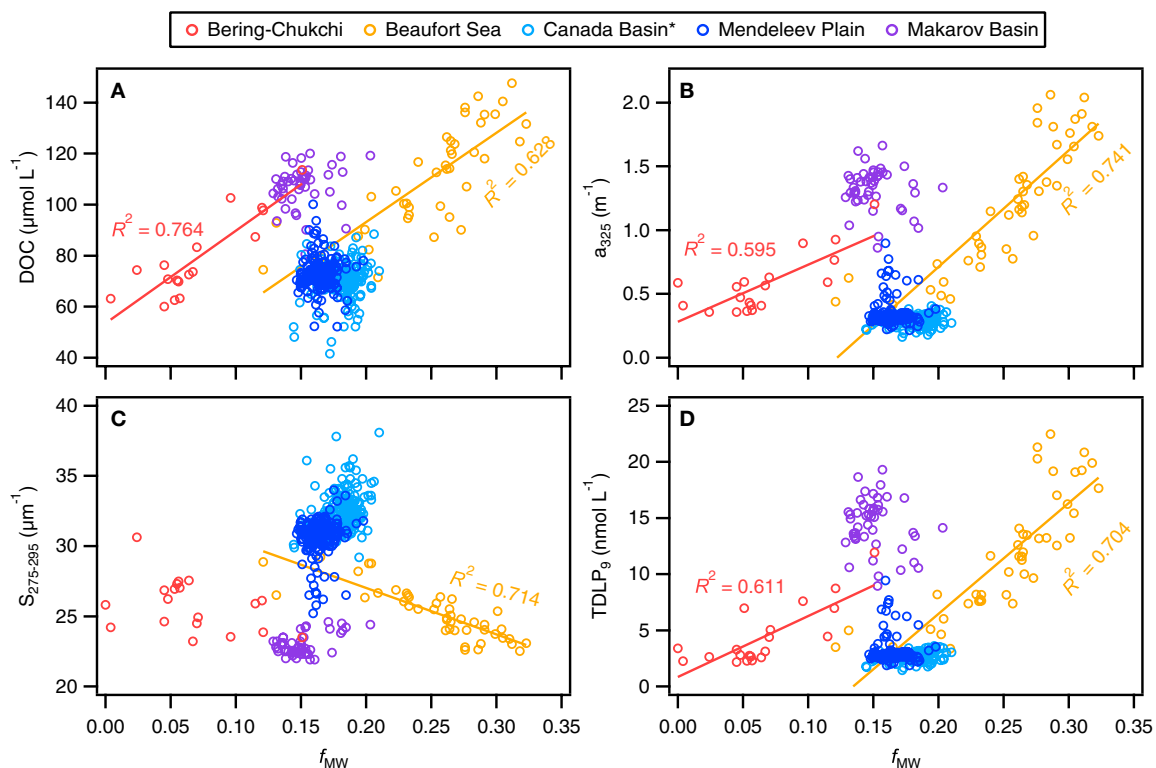 Bering-Chukchi Beaufort Sea Canada Basin* Mendeleev Plain Makarov Basin
A
DOC (µmol L⁻¹)
140
120
100
80
60
40
R² = 0.764
R² = 0.628
B
a₃₂₅ (m⁻¹)
2.0
1.5
1.0
0.5
0.0
R² = 0.595
R² = 0.741
C
S₂₇₅₋₂₉₅ (µm⁻¹)
40
35
30
25
20
R² = 0.714
0.00 0.05 0.10 0.15 0.20 0.25 0.30 0.35
f_MW
D
TDLP₉ (nmol L⁻¹)
25
20
15
10
5
0
R² = 0.611
R² = 0.704
0.00 0.05 0.10 0.15 0.20 0.25 0.30 0.35
f_MW